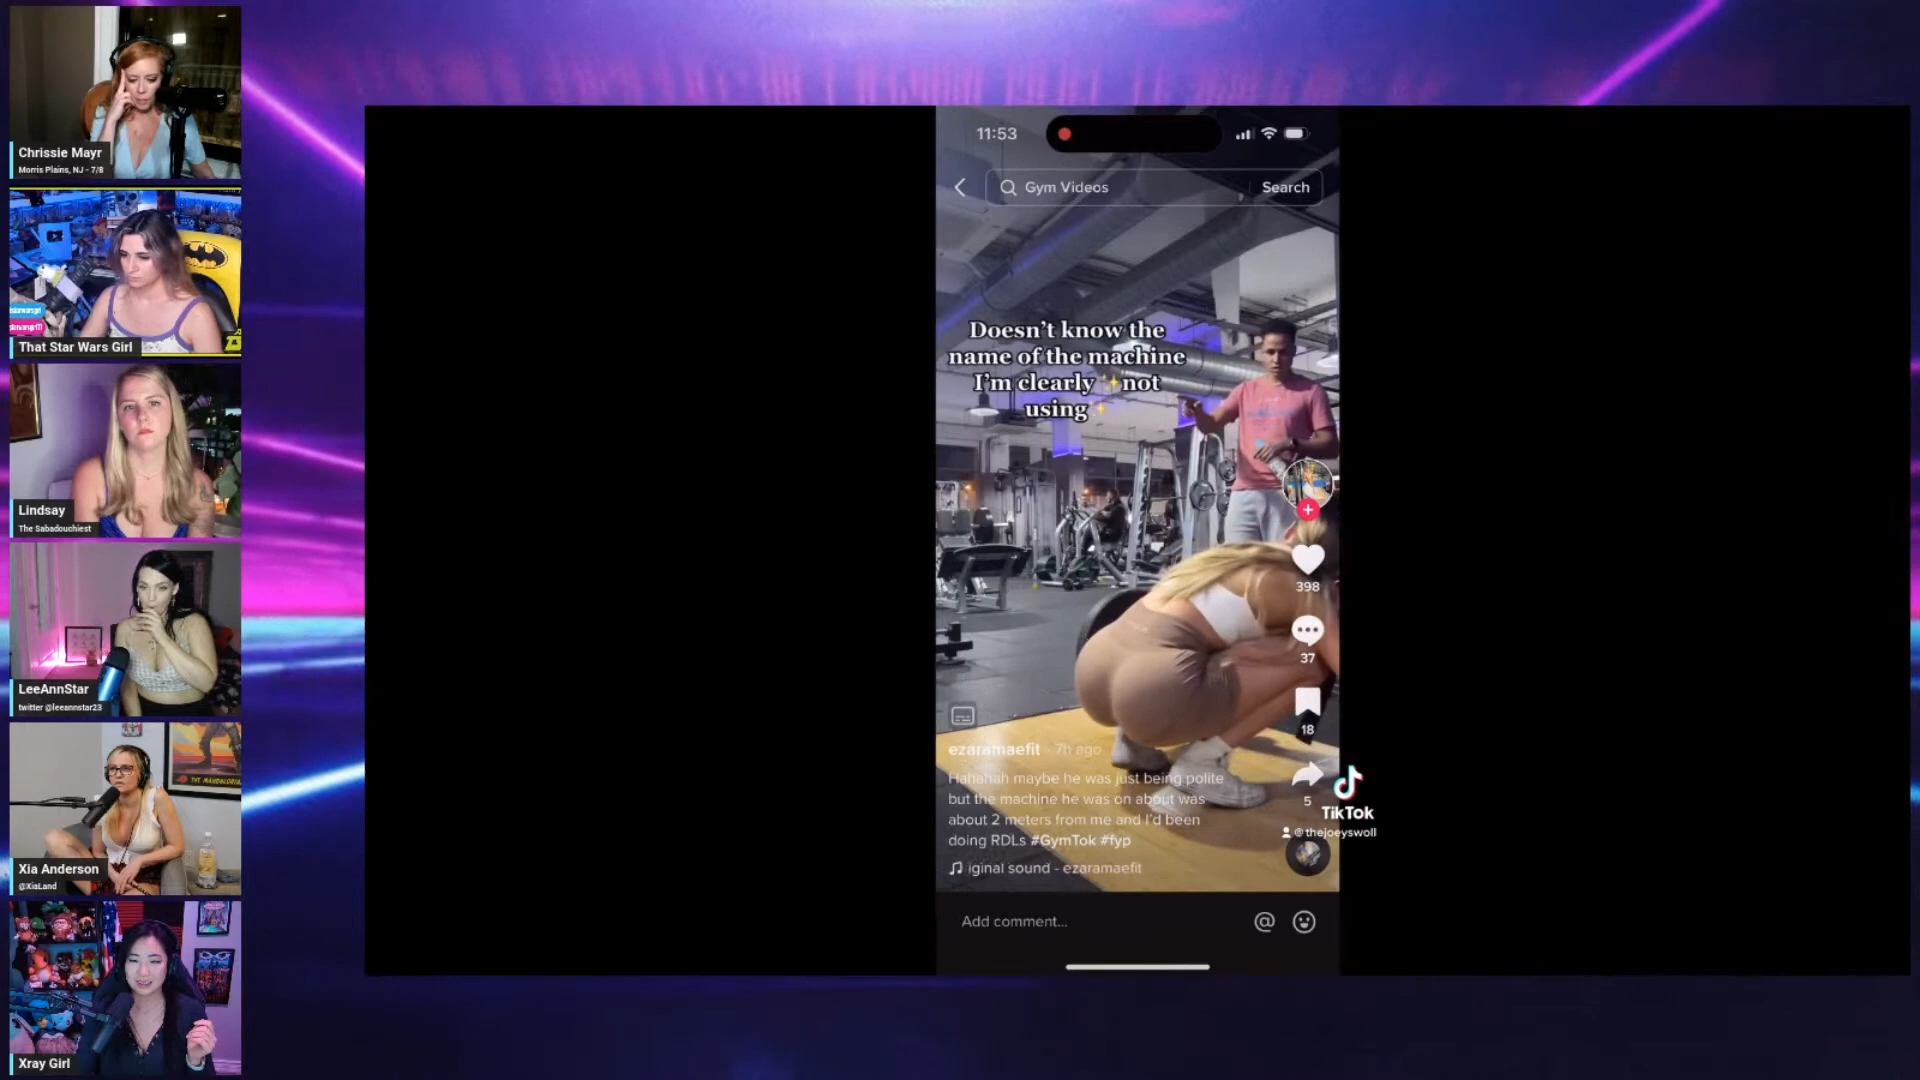 Chrissie Mayr
Morris Plains, NJ - 7/8
That Star Wars Girl
Lindsay
The Sabadouchiest
LeeAnnStar
twitter @leeannstar23
THE MANDALORIAN
Xia Anderson
@XiaLand
Xray Girl
11:53
Gym Videos
Search
Doesn't know the
name of the machine
I'm clearly ✨not
using✨
398
37
18
5
ezaramaefit · 7h ago
Hahahah maybe he was just being polite
but the machine he was on about was
about 2 meters from me and I'd been
doing RDLs #GymTok #fyp
iginal sound - ezaramaefit
TikTok
@thejoeyswoll
Add comment...